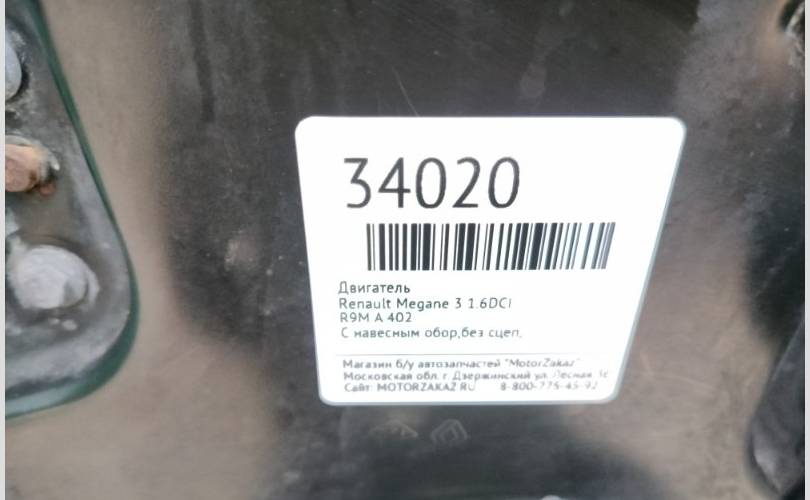 34020
Двигатель
Renault Megane 3 1.6DCI
R9M A 402
С навесным обор,без сцеп,
Магазин б/у автозапчастей "MotorZakaz"
Московская обл. г. Дзержинский ул. Лесная
Сайт: MOTORZAKAZ RU 8-800-775-45-92